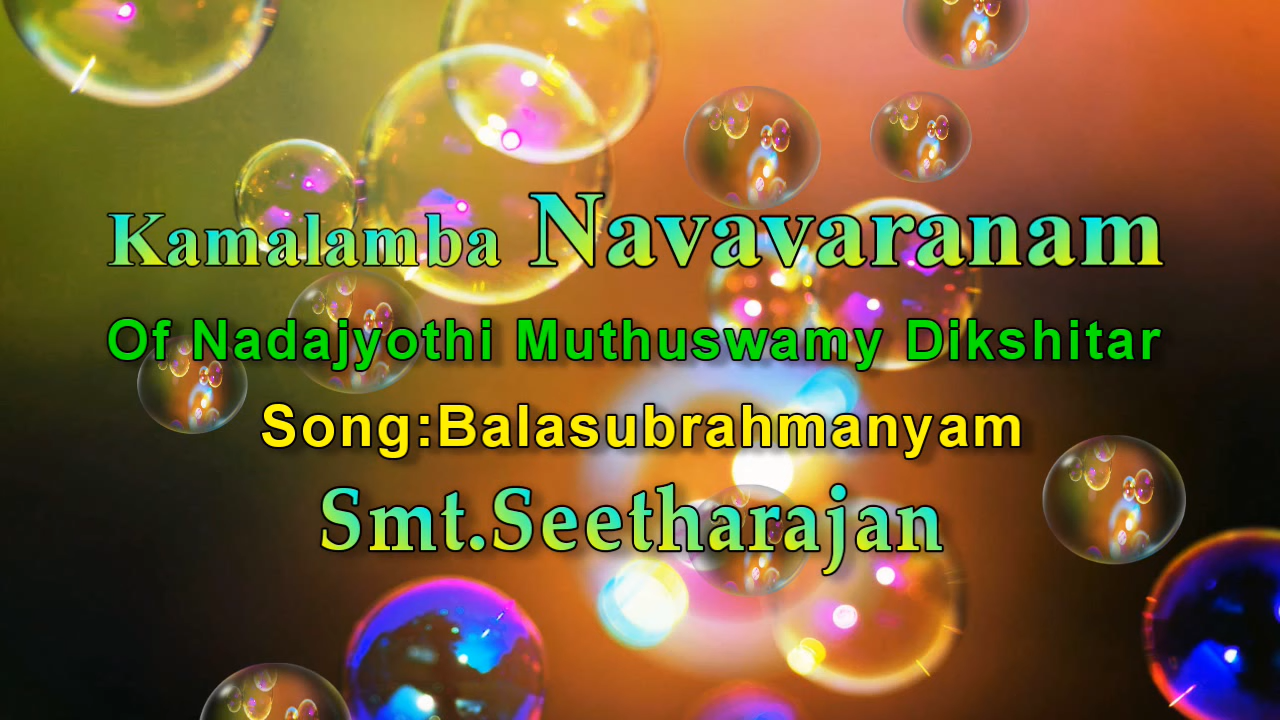 Kamalamba Navavaranam
Of Nadajyothi Muthuswamy Dikshitar
Song:Balasubrahmanyam
Smt.Seetharajan